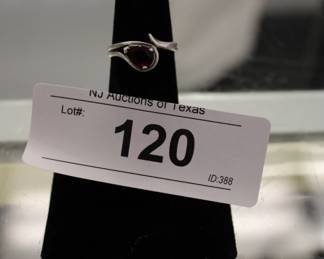 NJ Auctions of Texas
Lot#:
120
ID:388